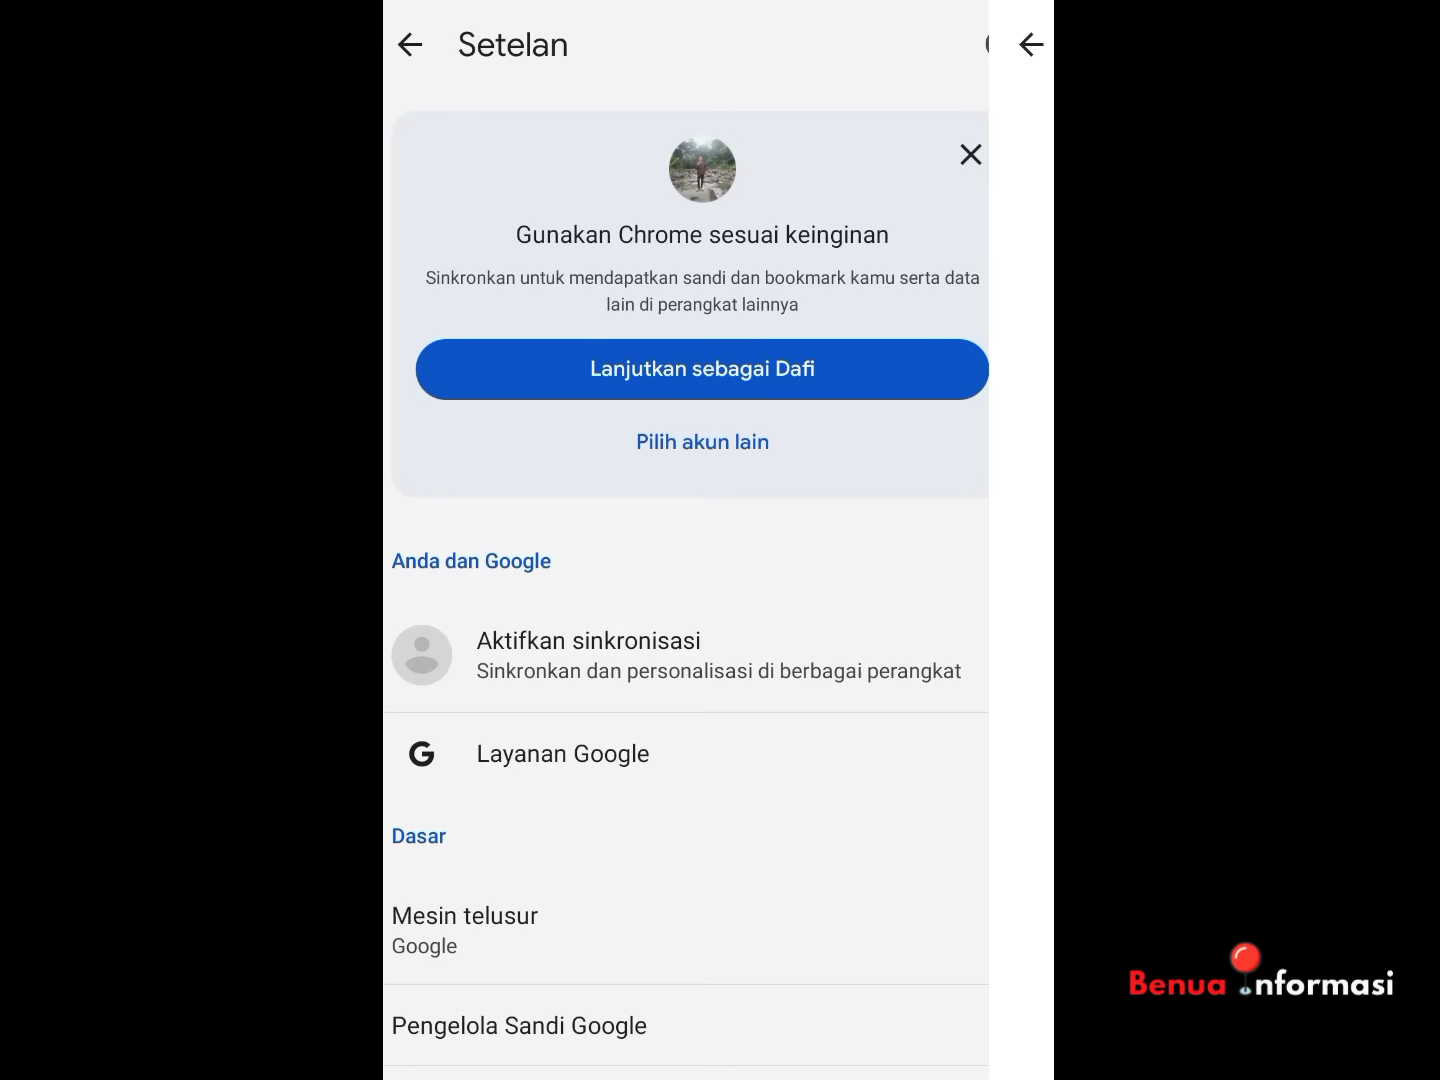 Setelan
Gunakan Chrome sesuai keinginan
Sinkronkan untuk mendapatkan sandi dan bookmark kamu serta data
lain di perangkat lainnya
Lanjutkan sebagai Dafi
Pilih akun lain
Anda dan Google
Aktifkan sinkronisasi
Sinkronkan dan personalisasi di berbagai perangkat
G
Layanan Google
Dasar
Mesin telusur
Google
Pengelola Sandi Google
Benua Informasi